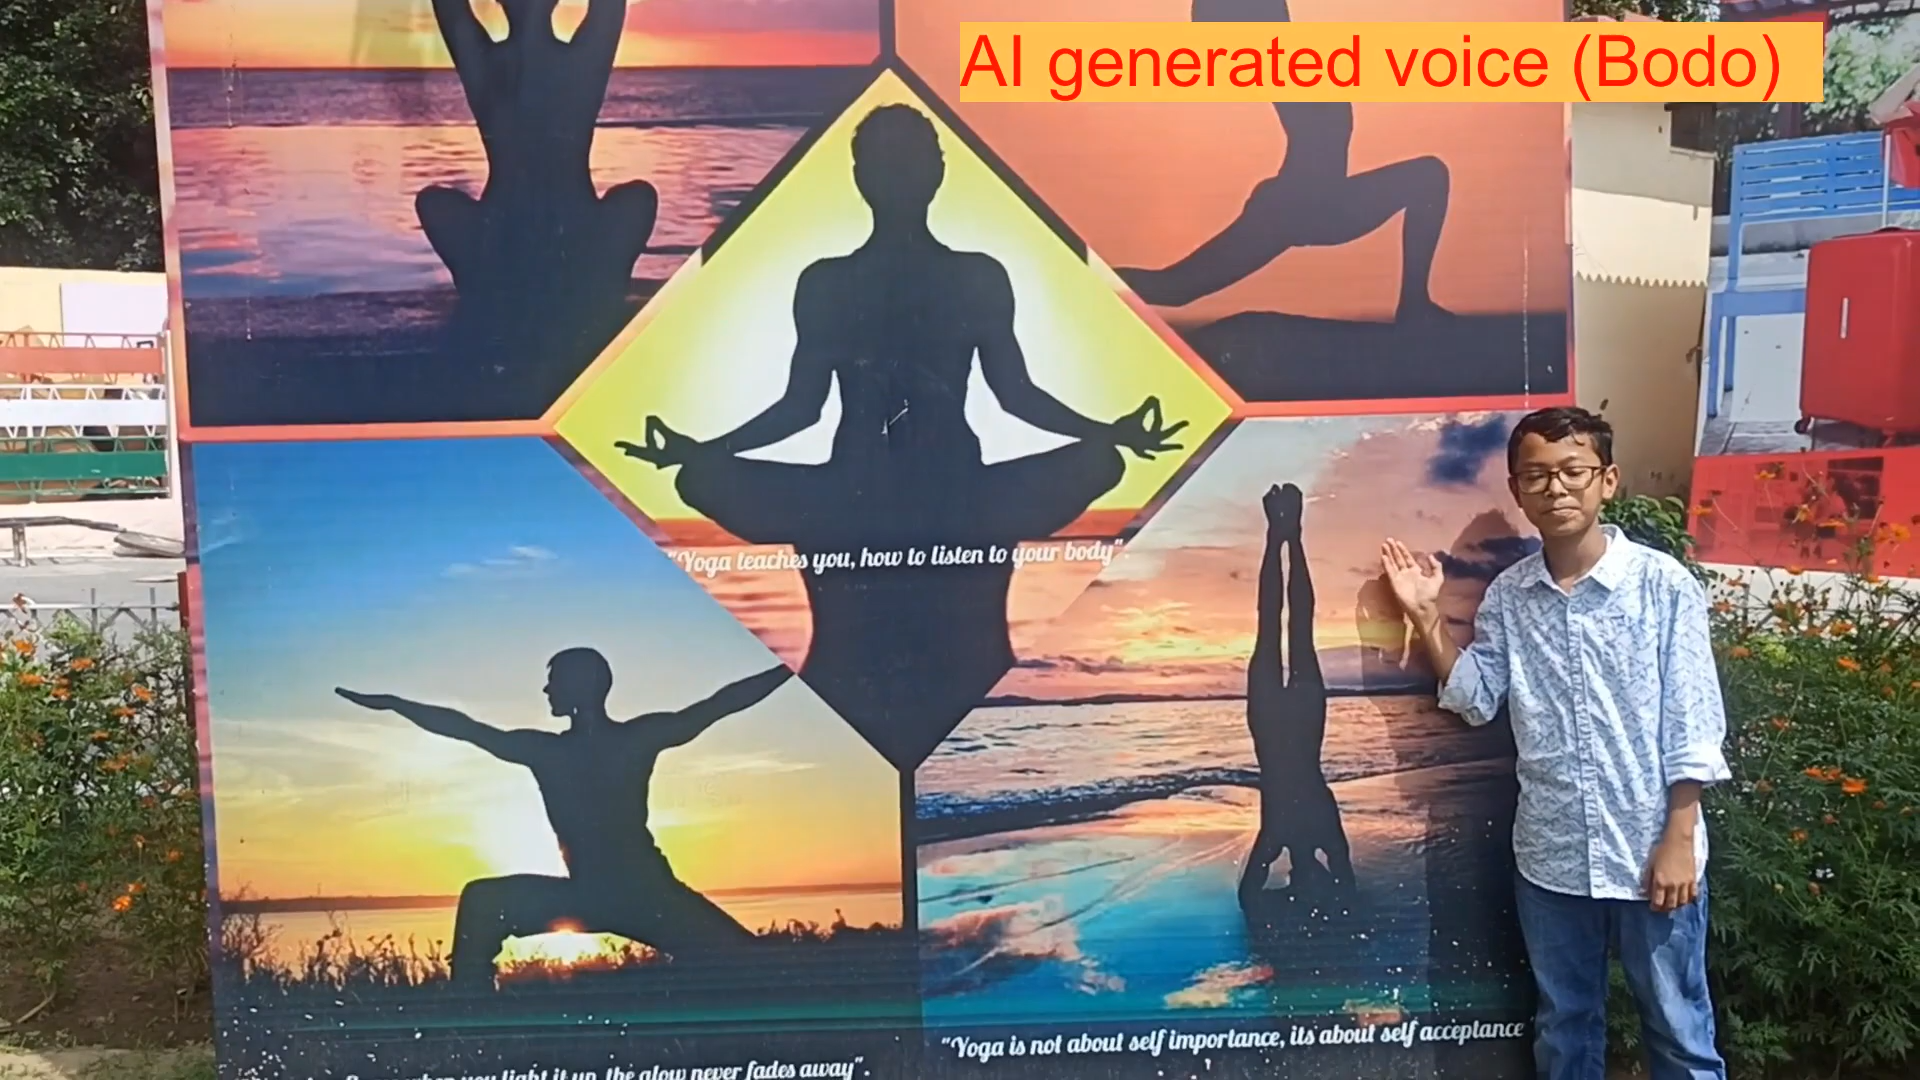 AI generated voice (Bodo)
"Yoga teaches you, how to listen to your body".
"Yoga is not about self importance, its about self acceptance
you light it up, the glow never fades away".